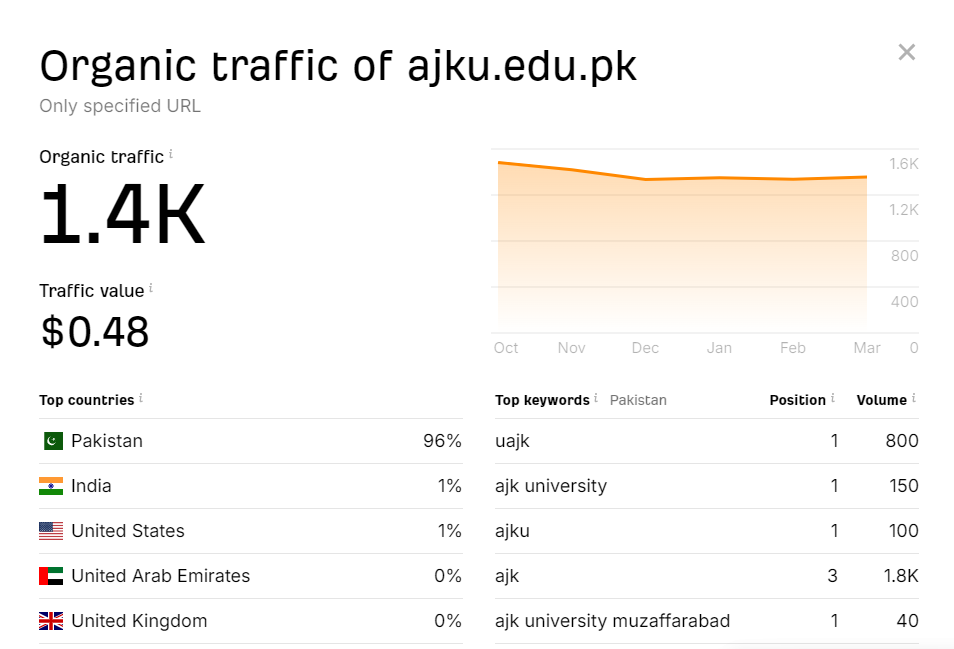 Organic traffic of ajku.edu.pk
Only specified URL
Organic traffic i
1.4K
Traffic value i
$0.48
1.6K
1.2K
800
400
Oct Nov Dec Jan Feb Mar 0
Top countries i
Pakistan 96%
India 1%
United States 1%
United Arab Emirates 0%
United Kingdom 0%
Top keywords i Pakistan Position i Volume i
uajk 1 800
ajk university 1 150
ajku 1 100
ajk 3 1.8K
ajk university muzaffarabad 1 40